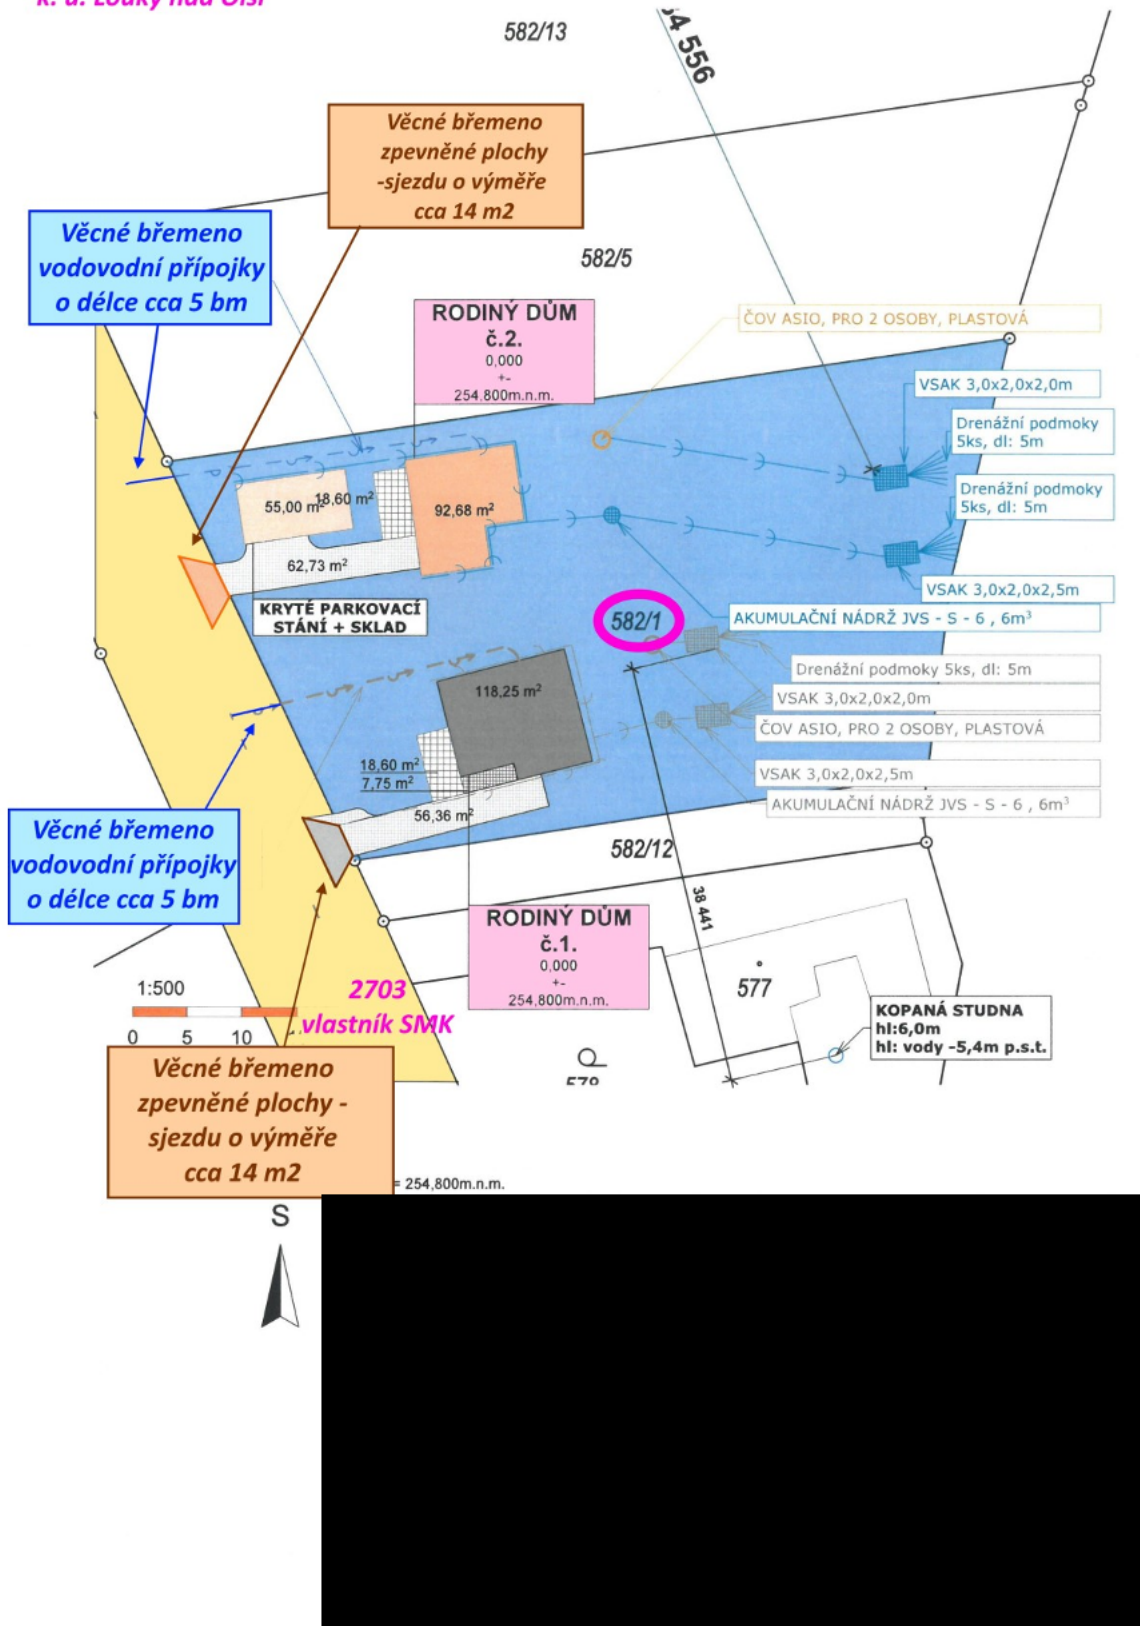 k. ú. Louky nad Olší
582/13
54 556
Věcné břemeno
zpevněné plochy
-sjezdu o výměře
cca 14 m2
Věcné břemeno
vodovodní přípojky
o délce cca 5 bm
582/5
RODINÝ DŮM
č.2.
0,000
+-
254,800m.n.m.
ČOV ASIO, PRO 2 OSOBY, PLASTOVÁ
VSAK 3,0x2,0x2,0m
Drenážní podmoky
5ks, dl: 5m
Drenážní podmoky
5ks, dl: 5m
55,00 m²
18,60 m²
92,68 m²
62,73 m²
VSAK 3,0x2,0x2,5m
KRYTÉ PARKOVACÍ
STÁNÍ + SKLAD
582/1
AKUMULAČNÍ NÁDRŽ JVS - S - 6 , 6m³
Drenážní podmoky 5ks, dl: 5m
118,25 m²
VSAK 3,0x2,0x2,0m
ČOV ASIO, PRO 2 OSOBY, PLASTOVÁ
18,60 m²
7,75 m²
VSAK 3,0x2,0x2,5m
AKUMULAČNÍ NÁDRŽ JVS - S - 6 , 6m³
56,36 m²
Věcné břemeno
vodovodní přípojky
o délce cca 5 bm
582/12
38 441
RODINÝ DŮM
č.1.
0,000
+-
254,800m.n.m.
577
1:500
0 5 10
2703
vlastník SMK
KOPANÁ STUDNA
hl:6,0m
hl: vody -5,4m p.s.t.
578
Věcné břemeno
zpevněné plochy -
sjezdu o výměře
cca 14 m2
= 254,800m.n.m.
S